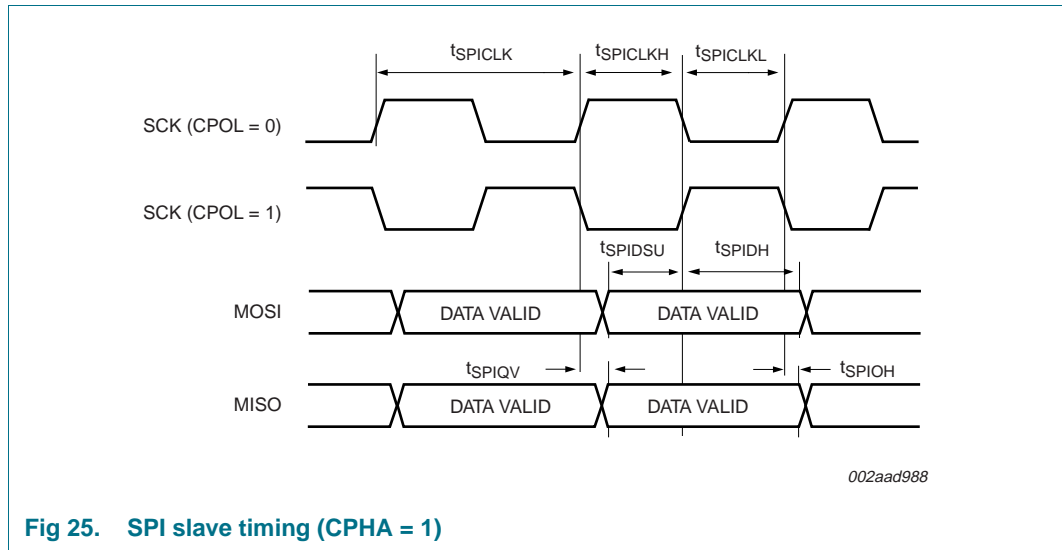 tSPICLK tSPICLKH tSPICLKL
SCK (CPOL = 0)
SCK (CPOL = 1)
tSPIDSU tSPIDH
MOSI DATA VALID DATA VALID
tSPIQV tSPIOH
MISO DATA VALID DATA VALID
002aad988
Fig 25. SPI slave timing (CPHA = 1)